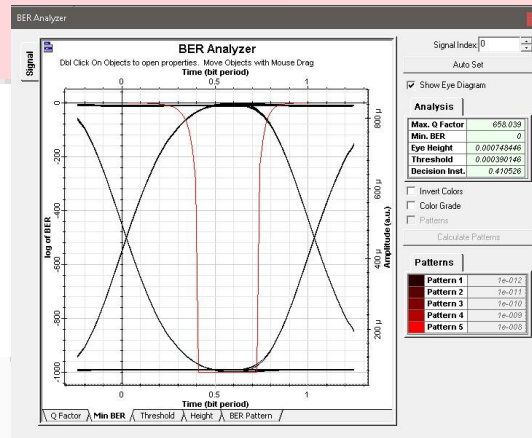 BER Analyzer
Signal
BER Analyzer
Dbl Click On Objects to open properties. Move Objects with Mouse Drag
Time (bit period)
0 0.5 1
log of BER
0
-200
-400
-600
-800
-1000
Amplitude (a.u.)
800 μ
600 μ
400 μ
200 μ
0 0.5 1
Time (bit period)
Q Factor Min BER Threshold Height BER Pattern
Signal Index 0
Auto Set
Show Eye Diagram
Analysis
Max. Q Factor 658.039
Min. BER 0
Eye Height 0.000748446
Threshold 0.000390146
Decision Inst. 0.410526
Invert Colors
Color Grade
Patterns
Calculate Patterns
Patterns
Pattern 1 1e-012
Pattern 2 1e-011
Pattern 3 1e-010
Pattern 4 1e-009
Pattern 5 1e-008